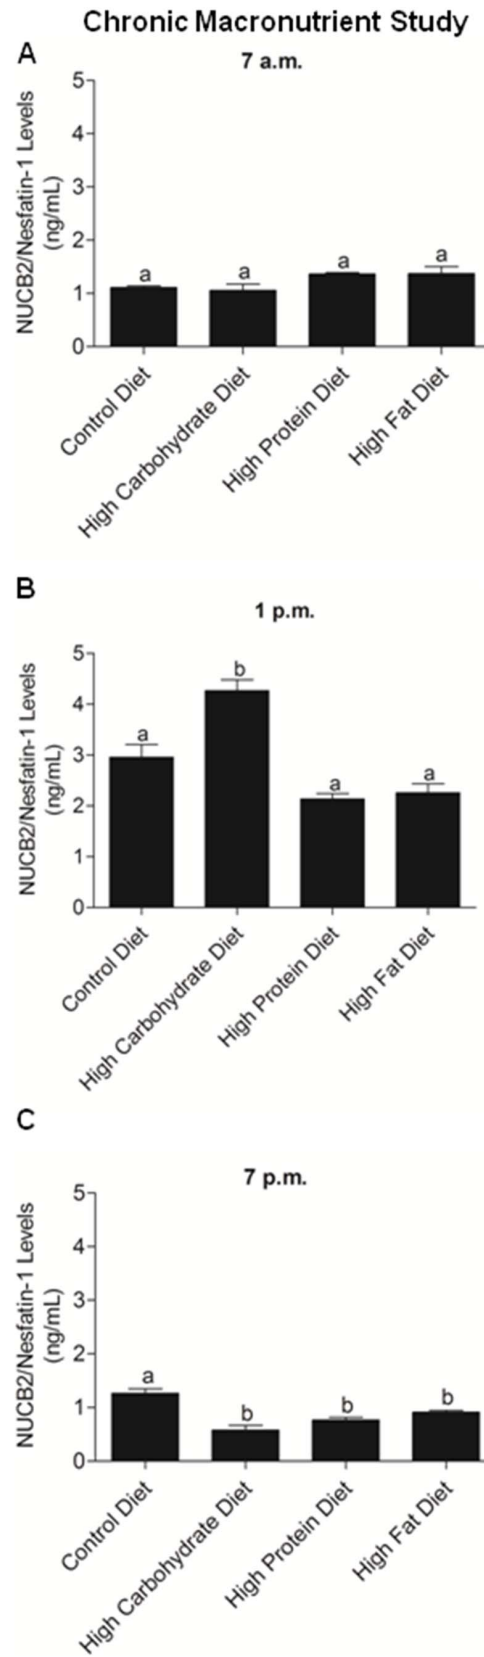 Chronic Macronutrient Study
A
7 a.m.
NUCB2/Nesfatin-1 Levels
(ng/mL)
5
4
3
2
1
0
a
a
a
a
Control Diet
High Carbohydrate Diet
High Protein Diet
High Fat Diet
B
1 p.m.
NUCB2/Nesfatin-1 Levels
(ng/mL)
5
4
3
2
1
0
a
b
a
a
Control Diet
High Carbohydrate Diet
High Protein Diet
High Fat Diet
C
7 p.m.
NUCB2/Nesfatin-1 Levels
(ng/mL)
5
4
3
2
1
0
a
b
b
b
Control Diet
High Carbohydrate Diet
High Protein Diet
High Fat Diet